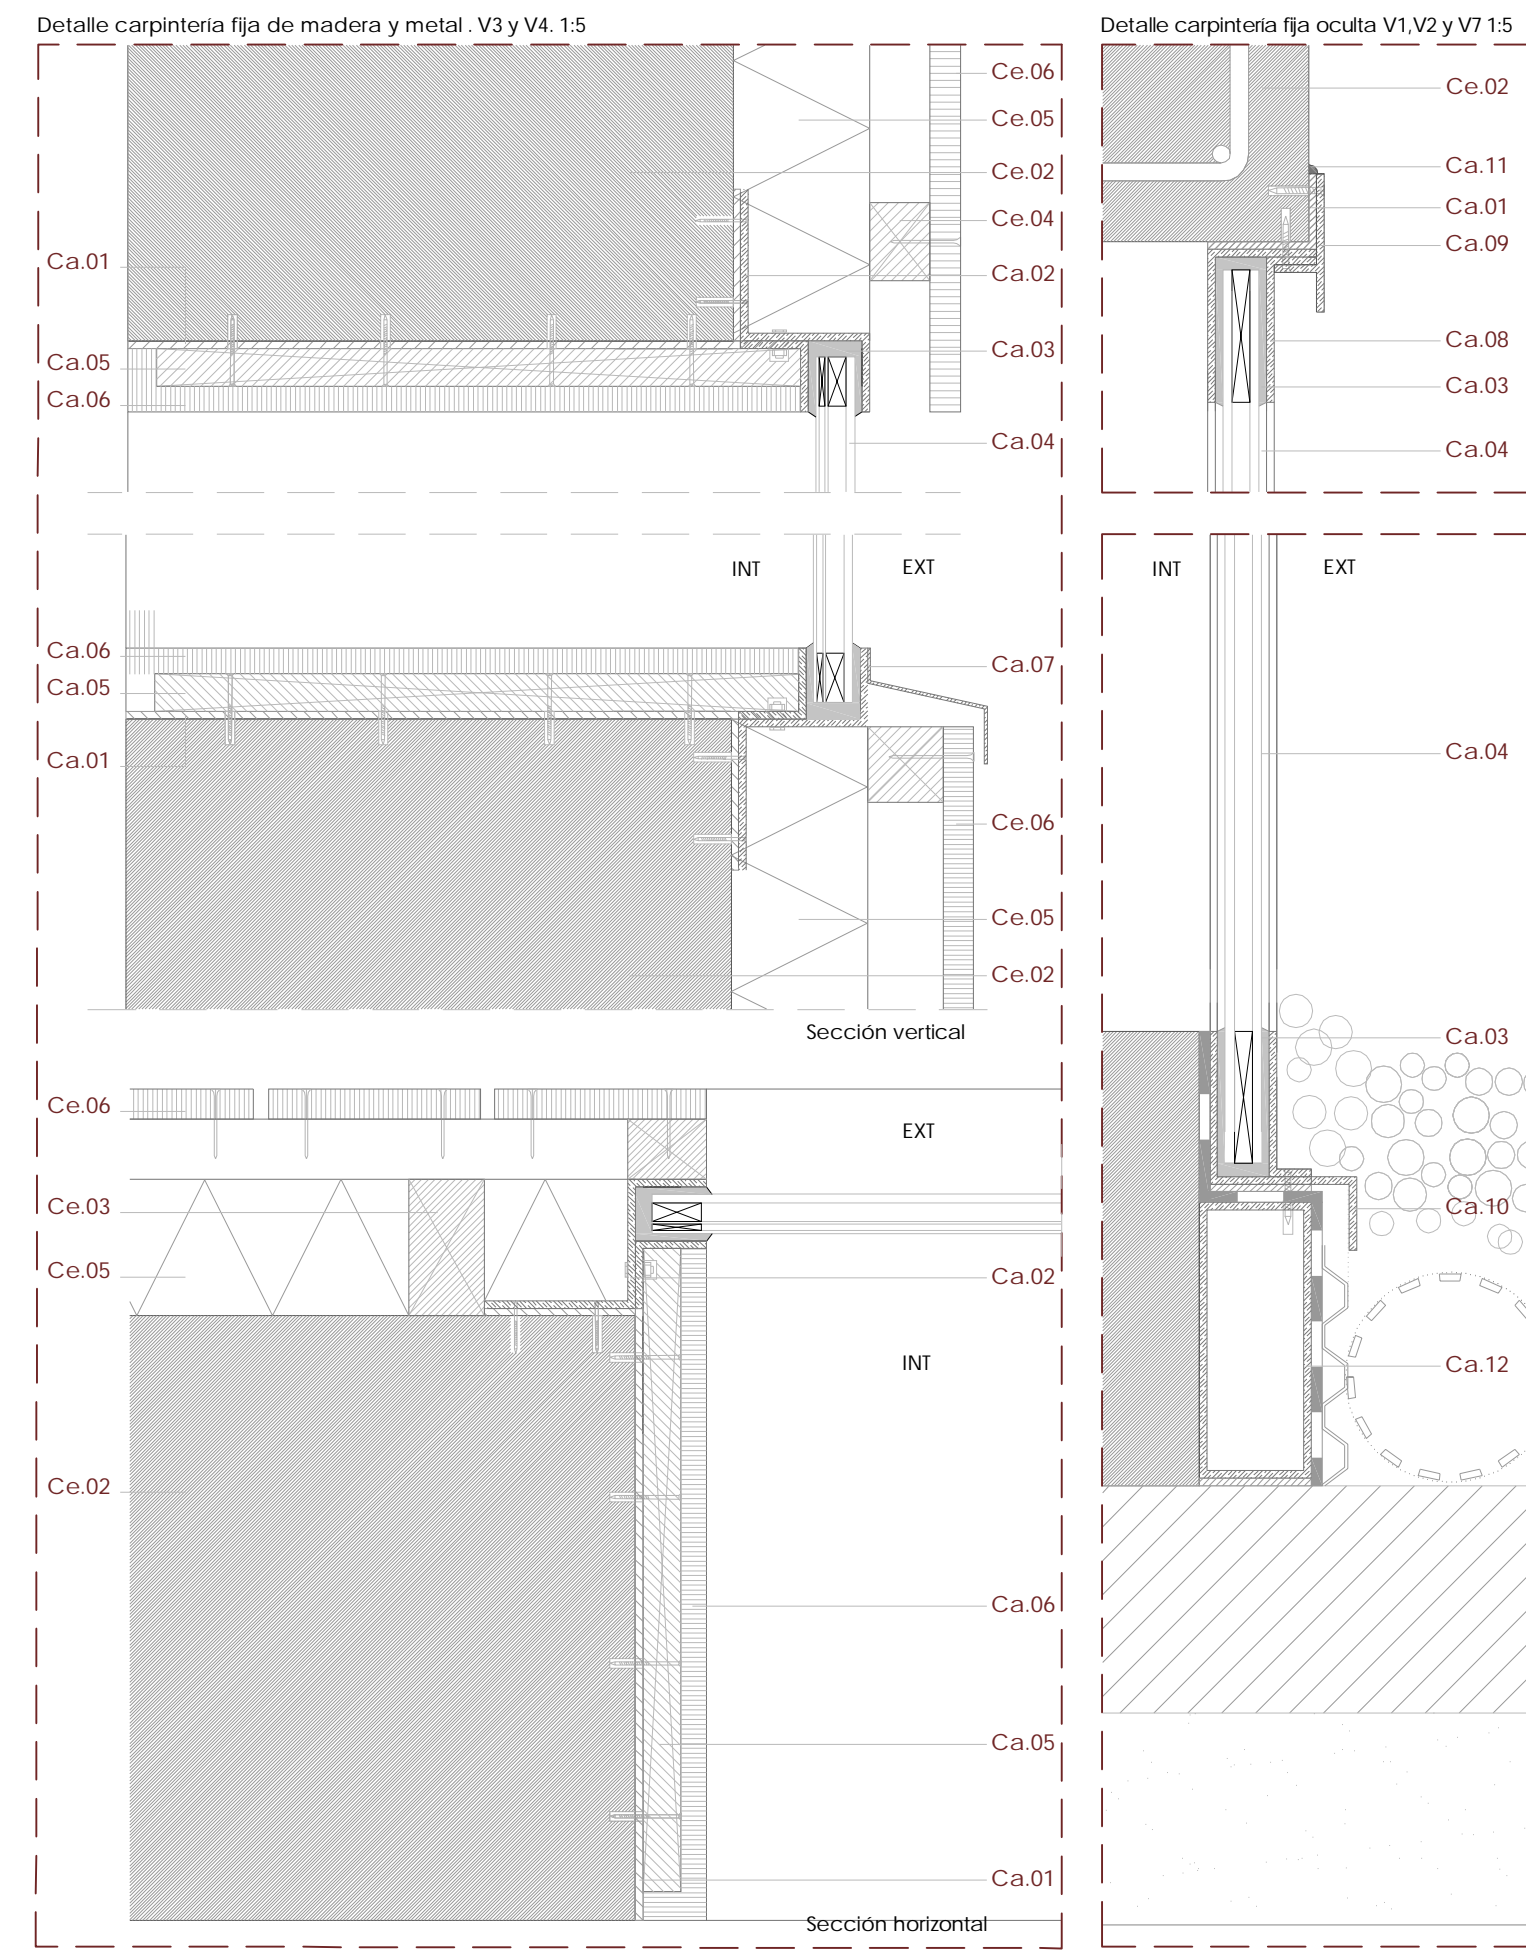 Detalle carpintería fija de madera y metal . V3 y V4. 1:5
Ce.06
Ce.05
Ce.02
Ce.04
Ca.01
Ca.02
Ca.03
Ca.05
Ca.06
Ca.04
INT
EXT
Ca.06
Ca.07
Ca.05
Ca.01
Ce.06
Ce.05
Ce.02
Sección vertical
Ce.06
EXT
Ce.03
Ce.05
Ca.02
INT
Ce.02
Ca.06
Ca.05
Ca.01
Sección horizontal
Detalle carpintería fija oculta V1,V2 y V7 1:5
Ce.02
Ca.11
Ca.01
Ca.09
Ca.08
Ca.03
Ca.04
INT
EXT
Ca.04
Ca.03
Ca.10
Ca.12